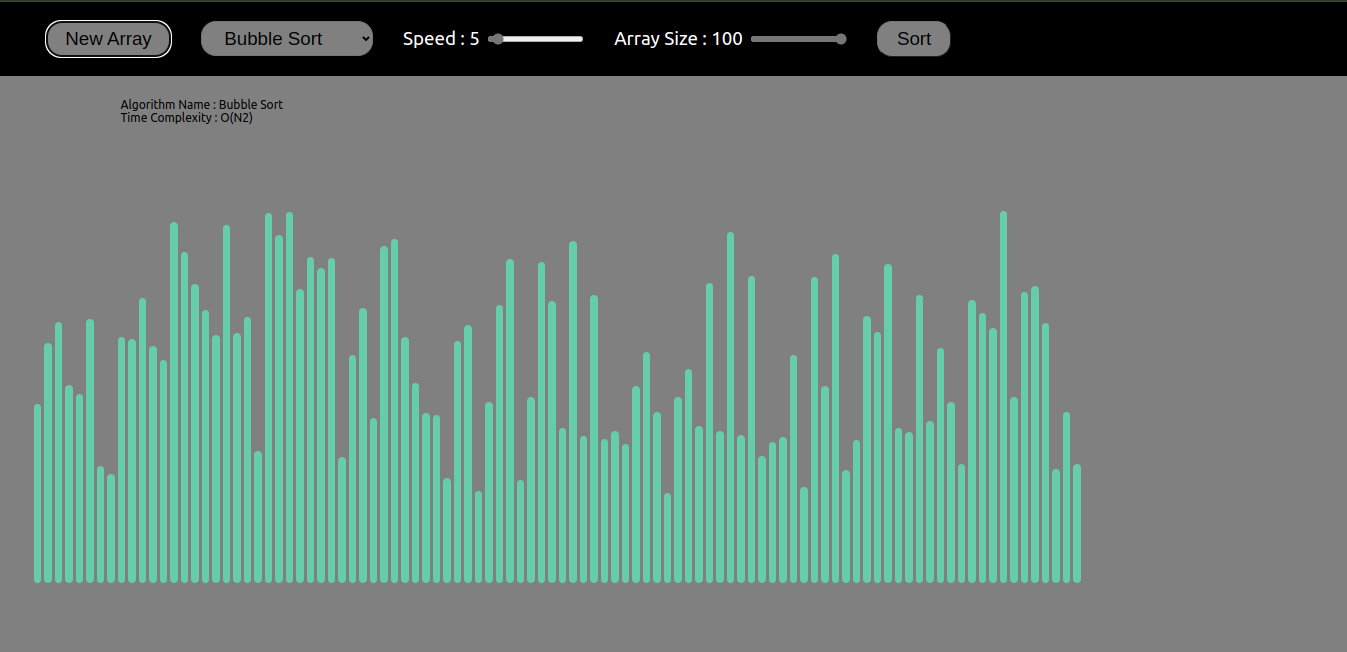 New Array Bubble Sort Speed : 5 Array Size : 100 Sort
Algorithm Name : Bubble Sort
Time Complexity : O(N2)